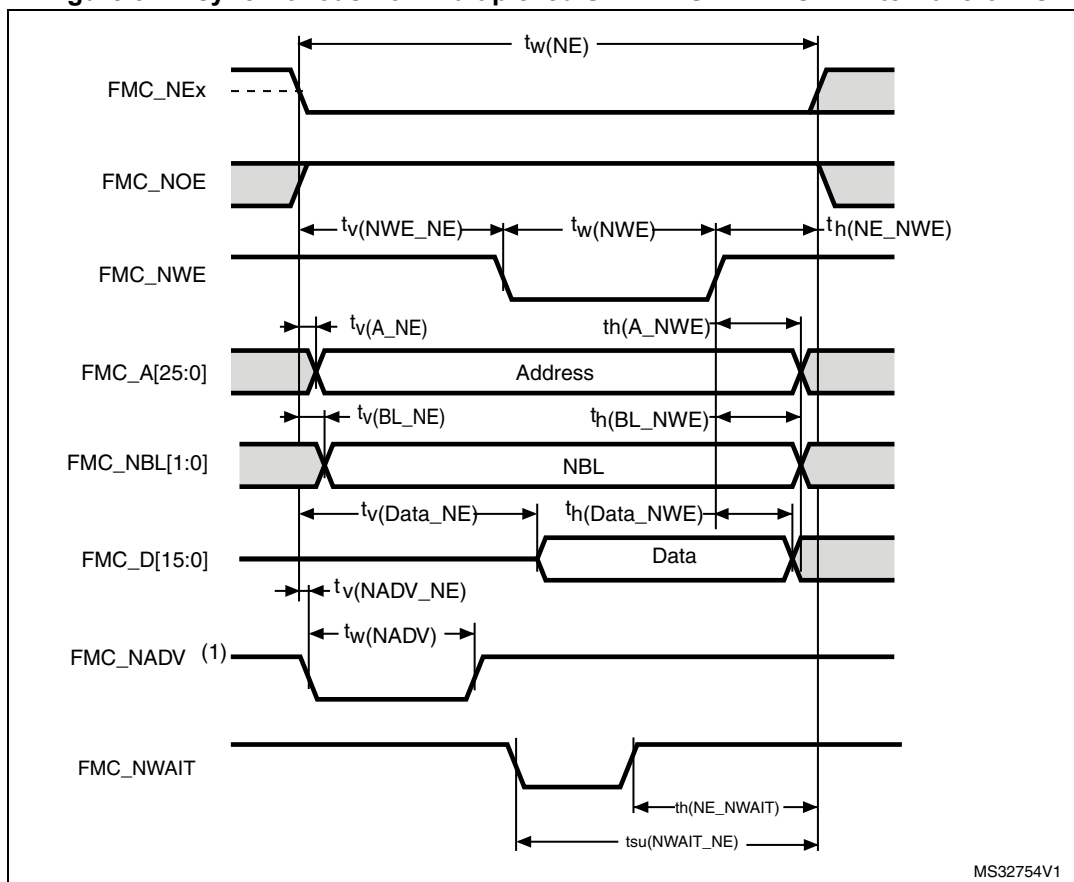 tw(NE)
FMC_NEx
FMC_NOE
tv(NWE_NE) tw(NWE) th(NE_NWE)
FMC_NWE
tv(A_NE) th(A_NWE)
FMC_A[25:0] Address
tv(BL_NE) th(BL_NWE)
FMC_NBL[1:0] NBL
tv(Data_NE) th(Data_NWE)
FMC_D[15:0] Data
tv(NADV_NE)
tw(NADV)
FMC_NADV (1)
FMC_NWAIT
th(NE_NWAIT)
tsu(NWAIT_NE)
MS32754V1